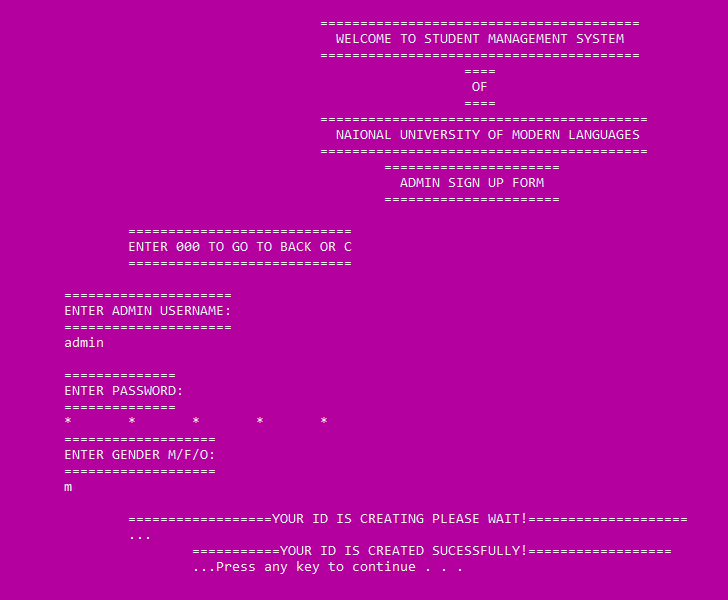 ========================================
WELCOME TO STUDENT MANAGEMENT SYSTEM
========================================
====
OF
====
=========================================
NAIONAL UNIVERSITY OF MODERN LANGUAGES
=========================================
======================
ADMIN SIGN UP FORM
======================
============================
ENTER 000 TO GO TO BACK OR C
============================
=====================
ENTER ADMIN USERNAME:
=====================
admin
==============
ENTER PASSWORD:
==============
* * * * *
===================
ENTER GENDER M/F/O:
===================
m
==================YOUR ID IS CREATING PLEASE WAIT!====================
...
===========YOUR ID IS CREATED SUCESSFULLY!==================
...Press any key to continue . . .